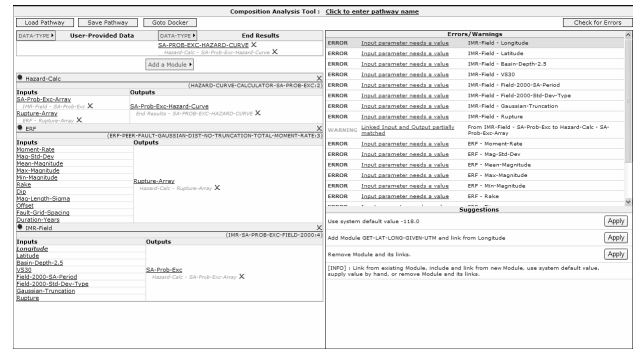 Composition Analysis Tool : Click to enter pathway name
Load Pathway Save Pathway Goto Docker Check for Errors
DATA-TYPE User-Provided Data DATA-TYPE End Results
SA-PROB-EXC-HAZARD-CURVE X
Hazard-Calc - SA-Prob-Exc-Hazard-Curve X
Add a Module
Hazard-Calc X
(HAZARD-CURVE-CALCULATOR-SA-PROB-EXC:2)
Inputs Outputs
SA-Prob-Exc-Array
IMR-Field - SA-Prob-Exc X SA-Prob-Exc-Hazard-Curve
Rupture-Array End Results - SA-PROB-EXC-HAZARD-CURVE X
ERF - Rupture-Array X
ERF X
(ERF-PEER-FAULT-GAUSSIAN-DIST-NO-TRUNCATION-TOTAL-MOMENT-RATE:3)
Inputs Outputs
Moment-Rate
Mag-Std-Dev
Mean-Magnitude
Max-Magnitude
Min-Magnitude
Rake Rupture-Array
Dip Hazard-Calc - Rupture-Array X
Mag-Length-Sigma
Offset
Fault-Grid-Spacing
Duration-Years
IMR-Field X
(IMR-SA-PROB-EXC-FIELD-2000:4)
Inputs Outputs
Longitude
Latitude
Basin-Depth-2.5
VS30 SA-Prob-Exc
Field-2000-SA-Period Hazard-Calc - SA-Prob-Exc-Array X
Field-2000-Std-Dev-Type
Gaussian-Truncation
Rupture
Errors/Warnings
ERROR Input parameter needs a value IMR-Field - Longitude
ERROR Input parameter needs a value IMR-Field - Latitude
ERROR Input parameter needs a value IMR-Field - Basin-Depth-2.5
ERROR Input parameter needs a value IMR-Field - VS30
ERROR Input parameter needs a value IMR-Field - Field-2000-SA-Period
ERROR Input parameter needs a value IMR-Field - Field-2000-Std-Dev-Type
ERROR Input parameter needs a value IMR-Field - Gaussian-Truncation
ERROR Input parameter needs a value IMR-Field - Rupture
WARNING Linked Input and Output partially matched From IMR-Field - SA-Prob-Exc to Hazard-Calc - SA-Prob-Exc-Array
ERROR Input parameter needs a value ERF - Moment-Rate
ERROR Input parameter needs a value ERF - Mag-Std-Dev
ERROR Input parameter needs a value ERF - Mean-Magnitude
ERROR Input parameter needs a value ERF - Max-Magnitude
ERROR Input parameter needs a value ERF - Min-Magnitude
ERROR Input parameter needs a value ERF - Rake
Suggestions
Use system default value -118.0 Apply
Add Module GET-LAT-LONG-GIVEN-UTM and link from Longitude Apply
Remove Module and its links. Apply
[INFO] : Link from existing Module, include and link from new Module, use system default value,
supply value by hand. or remove Module and its links.